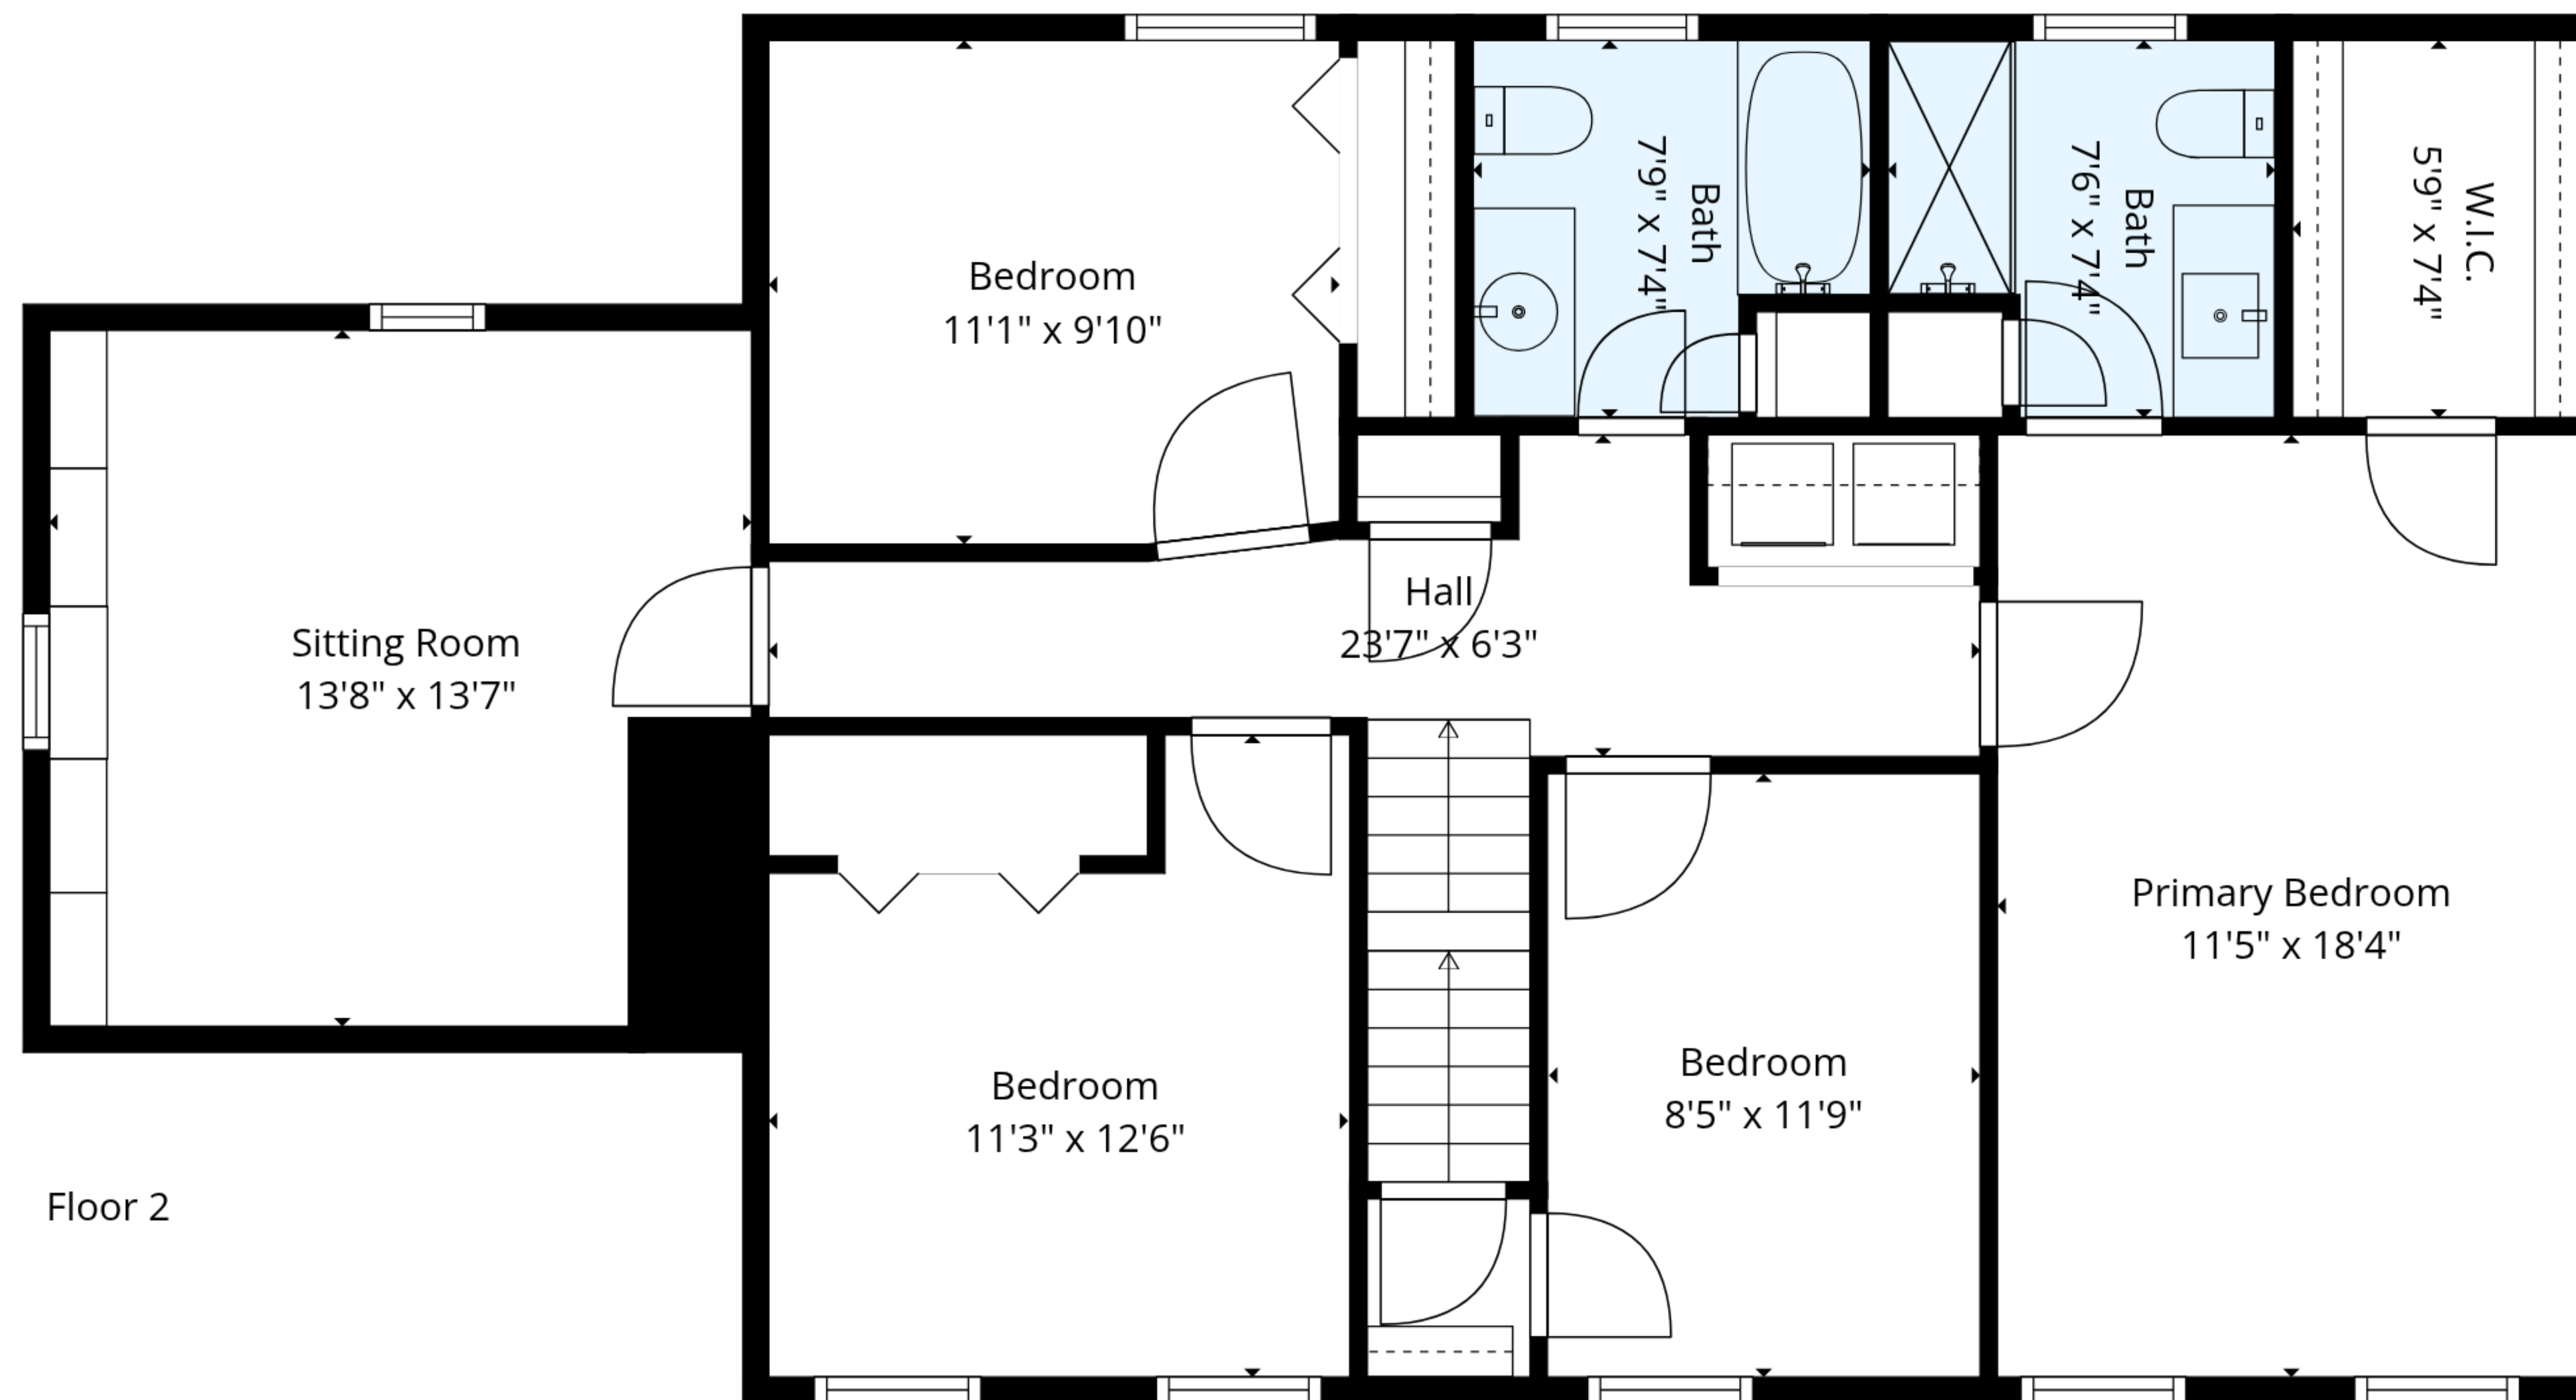 Bedroom
11'1" x 9'10"
Bath
7'9" x 7'4"
Bath
7'6" x 7'4"
W.I.C.
5'9" x 7'4"
Sitting Room
13'8" x 13'7"
Hall
23'7" x 6'3"
Primary Bedroom
11'5" x 18'4"
Bedroom
11'3" x 12'6"
Bedroom
8'5" x 11'9"
Floor 2